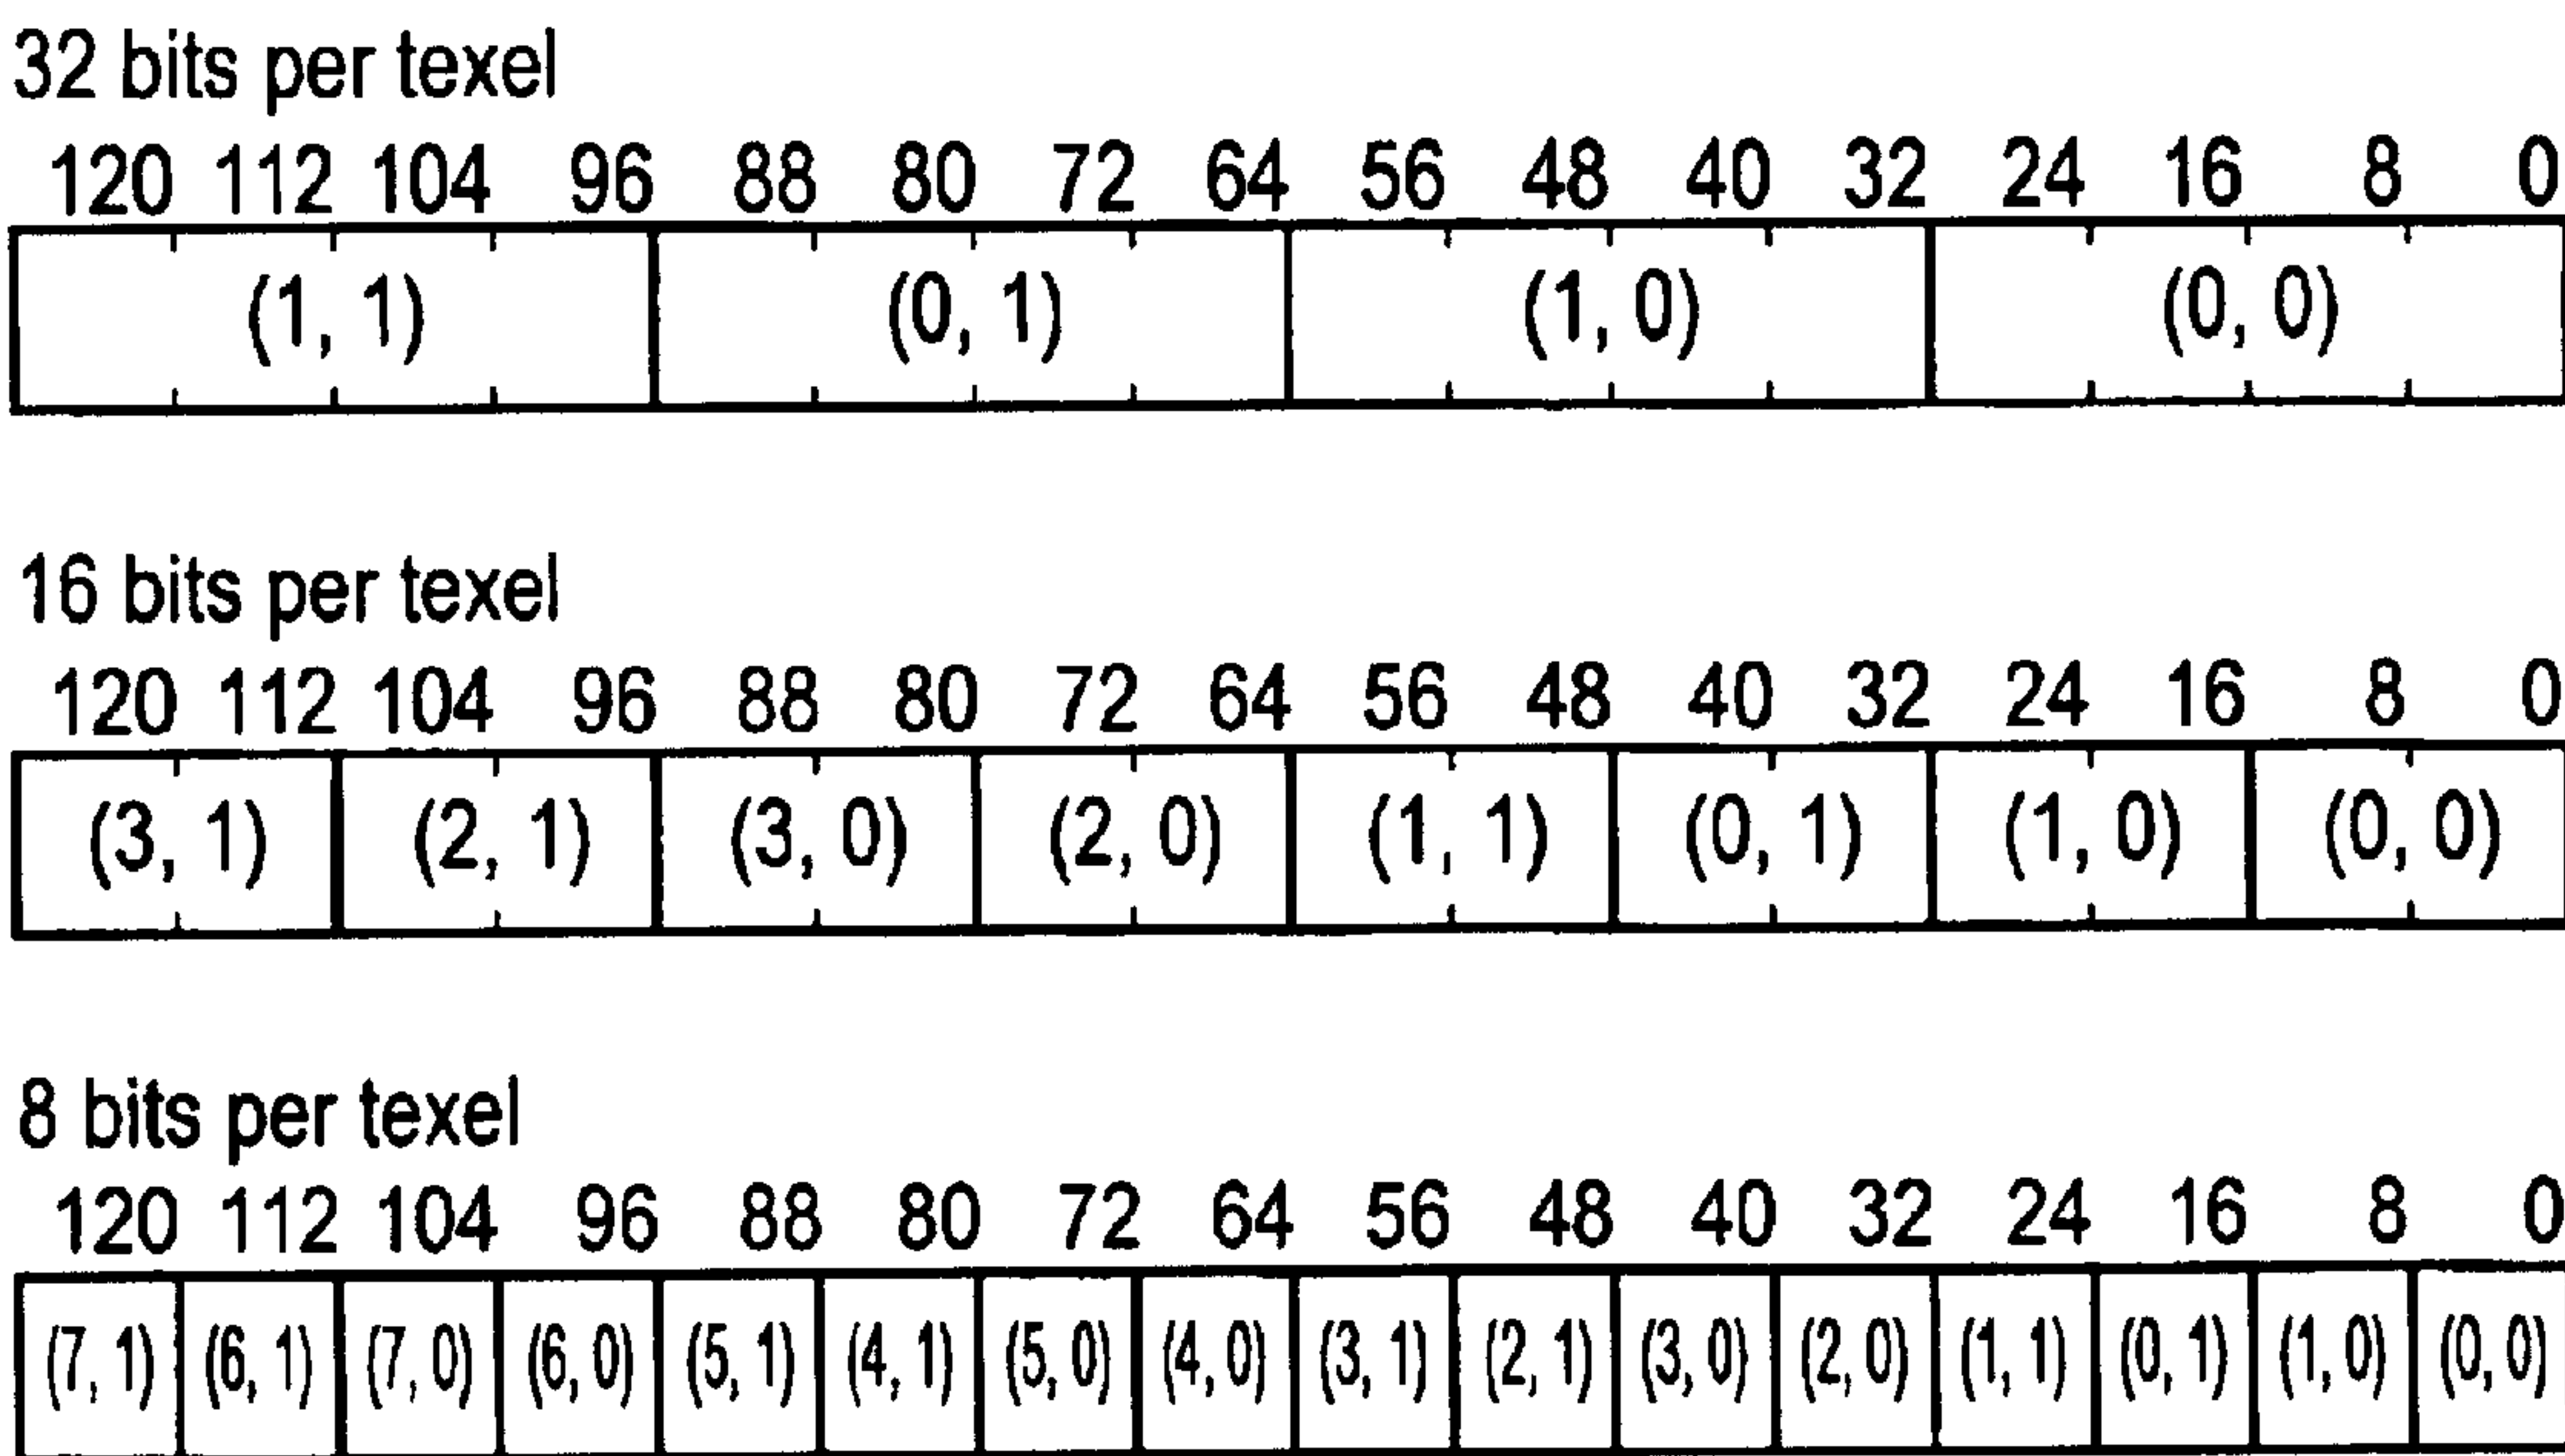 32 bits per texel
120 112 104 96 88 80 72 64 56 48 40 32 24 16 8 0
(1, 1) (0, 1) (1, 0) (0, 0)
16 bits per texel
120 112 104 96 88 80 72 64 56 48 40 32 24 16 8 0
(3, 1) (2, 1) (3, 0) (2, 0) (1, 1) (0, 1) (1, 0) (0, 0)
8 bits per texel
120 112 104 96 88 80 72 64 56 48 40 32 24 16 8 0
(7, 1) (6, 1) (7, 0) (6, 0) (5, 1) (4, 1) (5, 0) (4, 0) (3, 1) (2, 1) (3, 0) (2, 0) (1, 1) (0, 1) (1, 0) (0, 0)